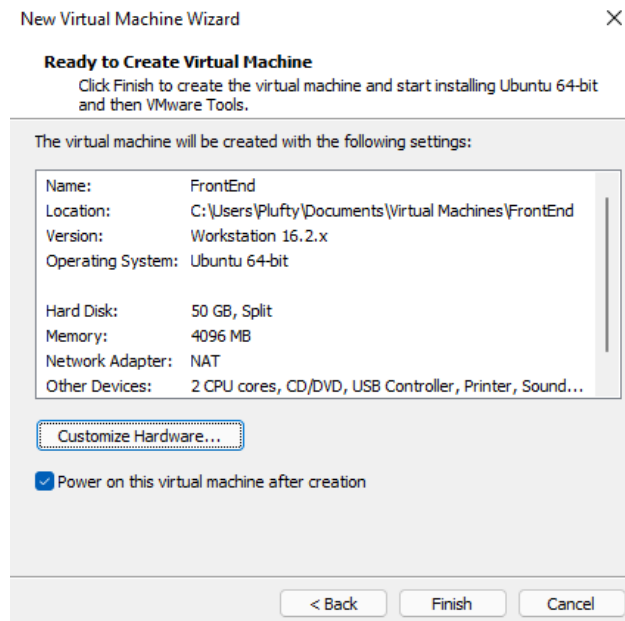 New Virtual Machine Wizard
Ready to Create Virtual Machine
Click Finish to create the virtual machine and start installing Ubuntu 64-bit
and then VMware Tools.
The virtual machine will be created with the following settings:
Name: FrontEnd
Location: C:\Users\Plufty\Documents\Virtual Machines\FrontEnd
Version: Workstation 16.2.x
Operating System: Ubuntu 64-bit
Hard Disk: 50 GB, Split
Memory: 4096 MB
Network Adapter: NAT
Other Devices: 2 CPU cores, CD/DVD, USB Controller, Printer, Sound...
Customize Hardware...
Power on this virtual machine after creation
< Back Finish Cancel